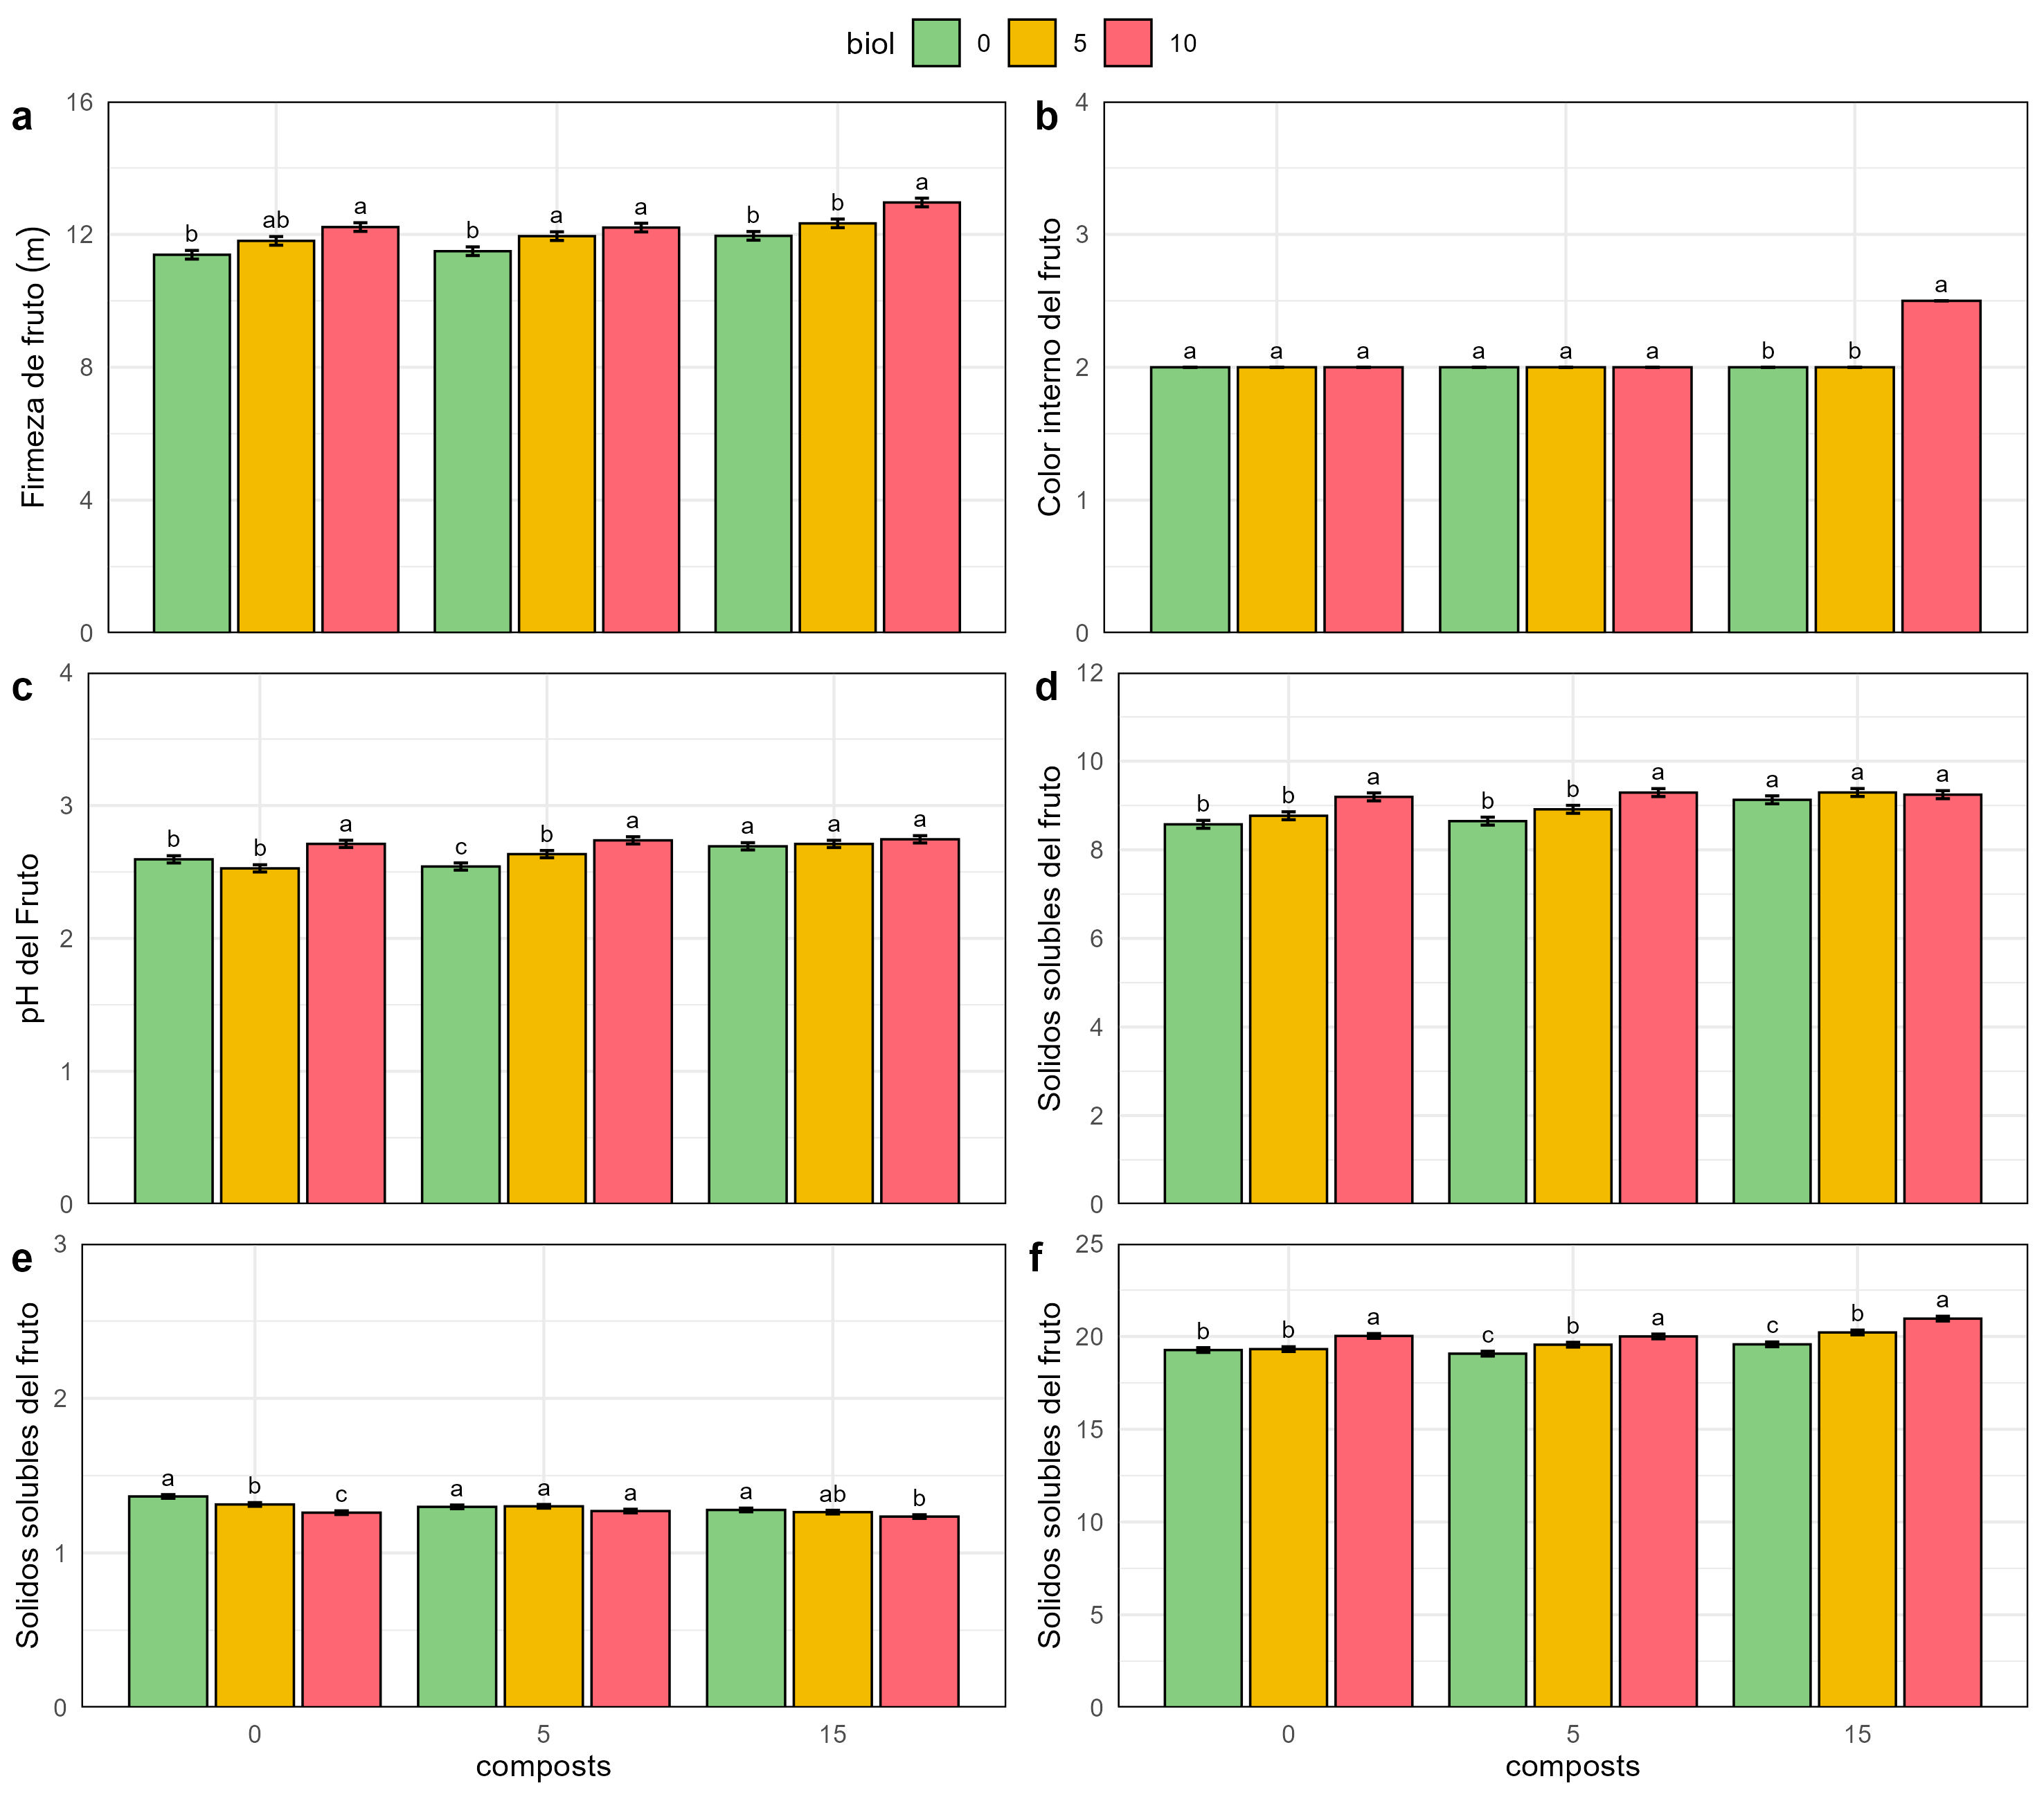 biol 0 5 10
a
Firmeza de fruto (m)
16
12
8
4
0
b ab a b a a b b a
b
Color interno del fruto
4
3
2
1
0
a a a a a a b b a
c
pH del Fruto
4
3
2
1
0
b b a c b a a a a
d
Solidos solubles del fruto
12
10
8
6
4
2
0
b b a b b a a a a
e
Solidos solubles del fruto
3
2
1
0
a b c a a a a ab b
0 5 15
composts
f
Solidos solubles del fruto
25
20
15
10
5
0
b b a c b a c b a
0 5 15
composts